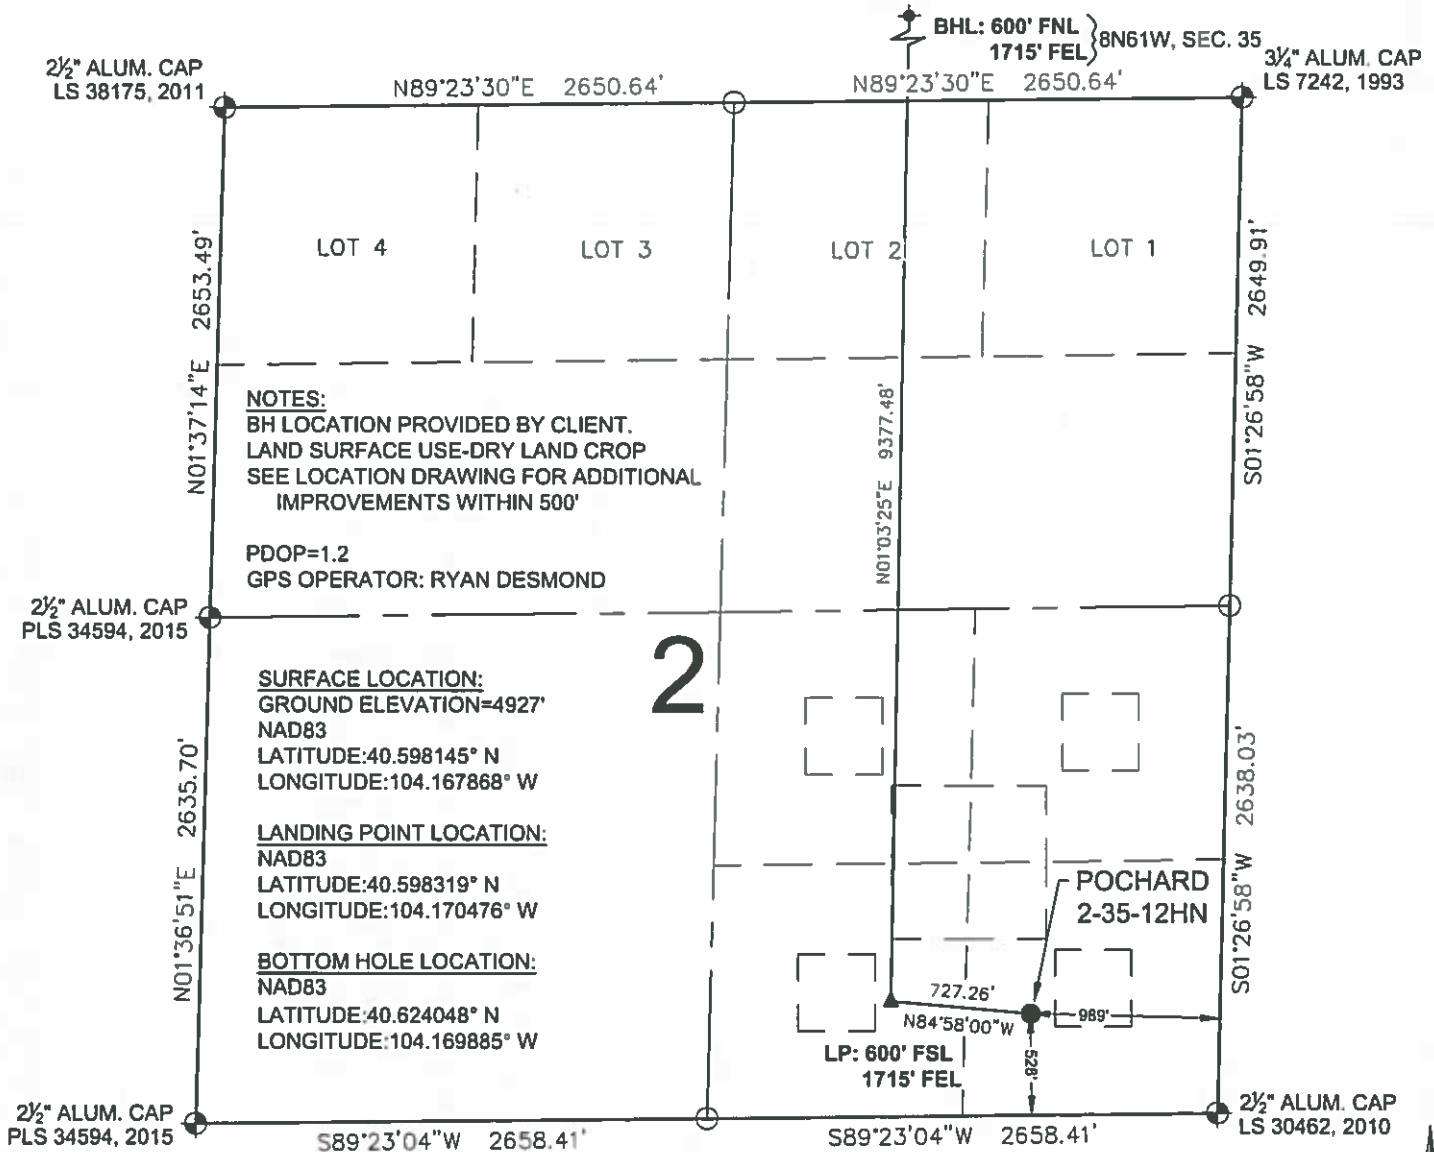 BHL: 600' FNL
1715' FEL
8N61W, SEC. 35
2½" ALUM. CAP
LS 38175, 2011
N89°23'30"E 2650.64'
N89°23'30"E 2650.64'
3¼" ALUM. CAP
LS 7242, 1993
LOT 4
LOT 3
LOT 2
LOT 1
N01°37'14"E 2653.49'
S01°26'58"W 2649.91'
N01°03'25"E 9377.48'
NOTES:
BH LOCATION PROVIDED BY CLIENT.
LAND SURFACE USE-DRY LAND CROP
SEE LOCATION DRAWING FOR ADDITIONAL
IMPROVEMENTS WITHIN 500'
PDOP=1.2
GPS OPERATOR: RYAN DESMOND
2½" ALUM. CAP
PLS 34594, 2015
2
SURFACE LOCATION:
GROUND ELEVATION=4927'
NAD83
LATITUDE:40.598145° N
LONGITUDE:104.167868° W
LANDING POINT LOCATION:
NAD83
LATITUDE:40.598319° N
LONGITUDE:104.170476° W
BOTTOM HOLE LOCATION:
NAD83
LATITUDE:40.624048° N
LONGITUDE:104.169885° W
N01°36'51"E 2635.70'
S01°26'58"W 2638.03'
POCHARD
2-35-12HN
727.26'
N84°58'00"W
989'
528'
LP: 600' FSL
1715' FEL
2½" ALUM. CAP
PLS 34594, 2015
S89°23'04"W 2658.41'
S89°23'04"W 2658.41'
2½" ALUM. CAP
LS 30462, 2010